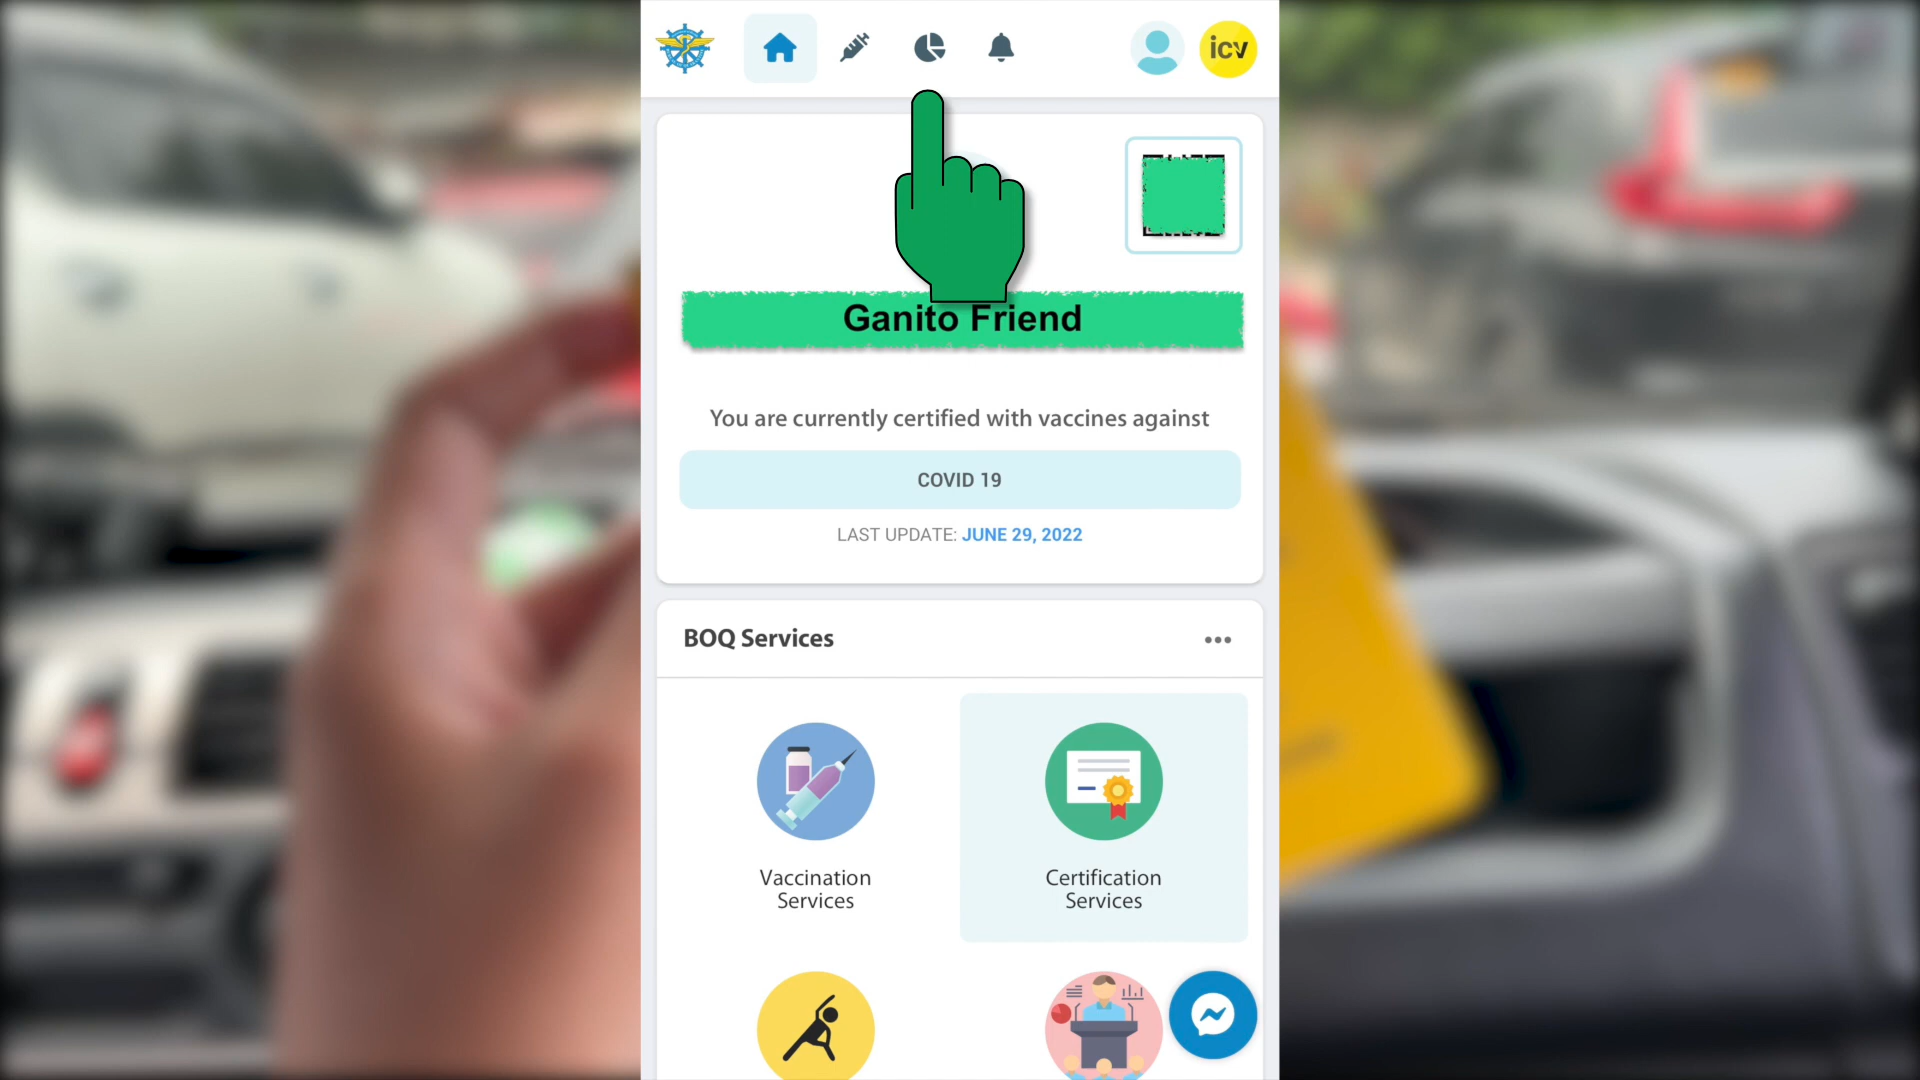 icv
Ganito Friend
You are currently certified with vaccines against
COVID 19
LAST UPDATE: JUNE 29, 2022
BOQ Services
Vaccination
Services
Certification
Services